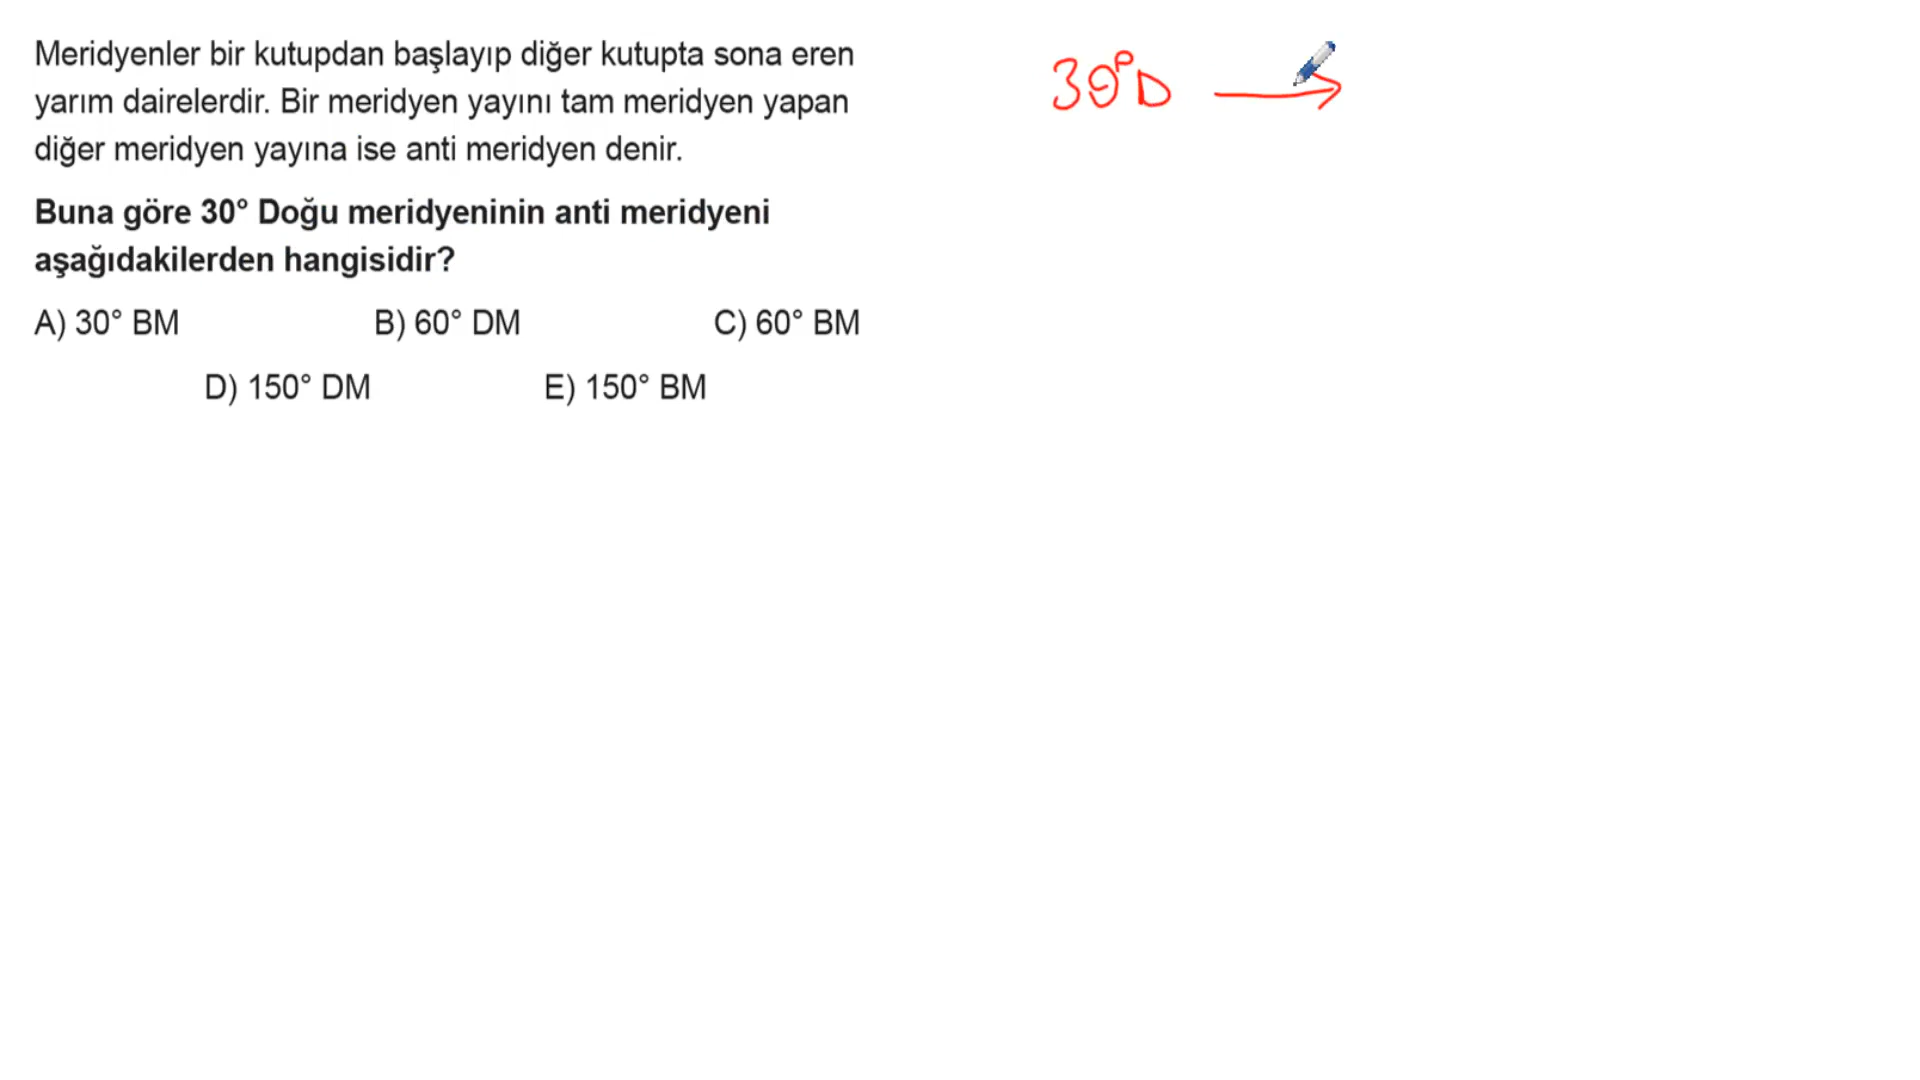 Meridyenler bir kutupdan başlayıp diğer kutupta sona eren
yarım dairelerdir. Bir meridyen yayını tam meridyen yapan
diğer meridyen yayına ise anti meridyen denir.
Buna göre 30° Doğu meridyeninin anti meridyeni
aşağıdakilerden hangisidir?
A) 30° BM B) 60° DM C) 60° BM
D) 150° DM E) 150° BM
30°D →